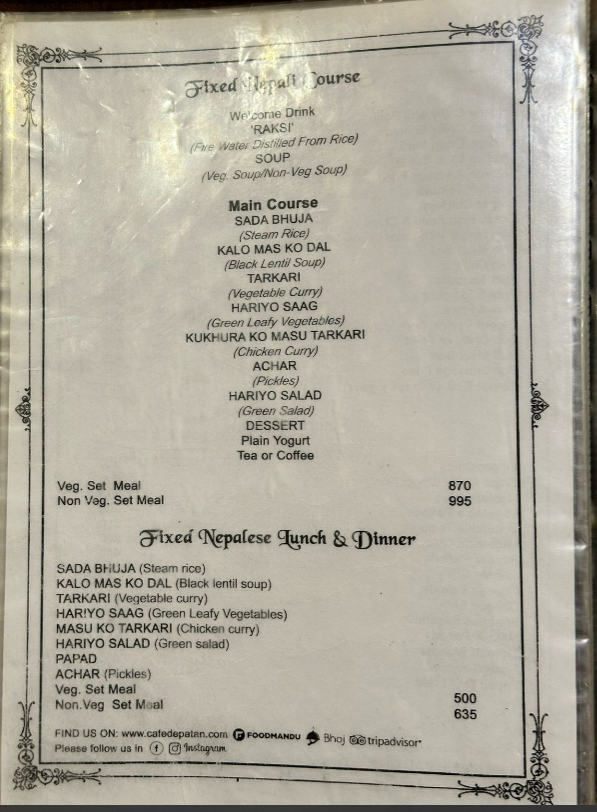 Fixed Nepali Course
Welcome Drink
'RAKSI'
(Fire Water Distilled From Rice)
SOUP
(Veg. Soup/Non-Veg Soup)
Main Course
SADA BHUJA
(Steam Rice)
KALO MAS KO DAL
(Black Lentil Soup)
TARKARI
(Vegetable Curry)
HARIYO SAAG
(Green Leafy Vegetables)
KUKHURA KO MASU TARKARI
(Chicken Curry)
ACHAR
(Pickles)
HARIYO SALAD
(Green Salad)
DESSERT
Plain Yogurt
Tea or Coffee
Veg. Set Meal 870
Non Veg. Set Meal 995
Fixed Nepalese Lunch & Dinner
SADA BHUJA (Steam rice)
KALO MAS KO DAL (Black lentil soup)
TARKARI (Vegetable curry)
HARIYO SAAG (Green Leafy Vegetables)
MASU KO TARKARI (Chicken curry)
HARIYO SALAD (Green salad)
PAPAD
ACHAR (Pickles)
Veg. Set Meal 500
Non.Veg Set Meal 635
FIND US ON: www.cafedepatan.com FOODMANDU Bhoj tripadvisor
Please follow us in Instagram